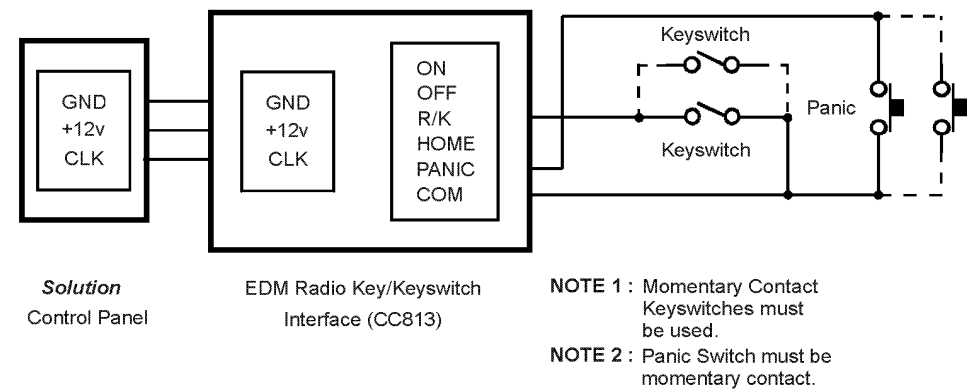 GND
+12v
CLK
GND
+12v
CLK
ON
OFF
R/K
HOME
PANIC
COM
Keyswitch
Keyswitch
Panic
Solution
Control Panel
EDM Radio Key/Keyswitch
Interface (CC813)
NOTE 1 : Momentary Contact
Keyswitches must
be used.
NOTE 2 : Panic Switch must be
momentary contact.